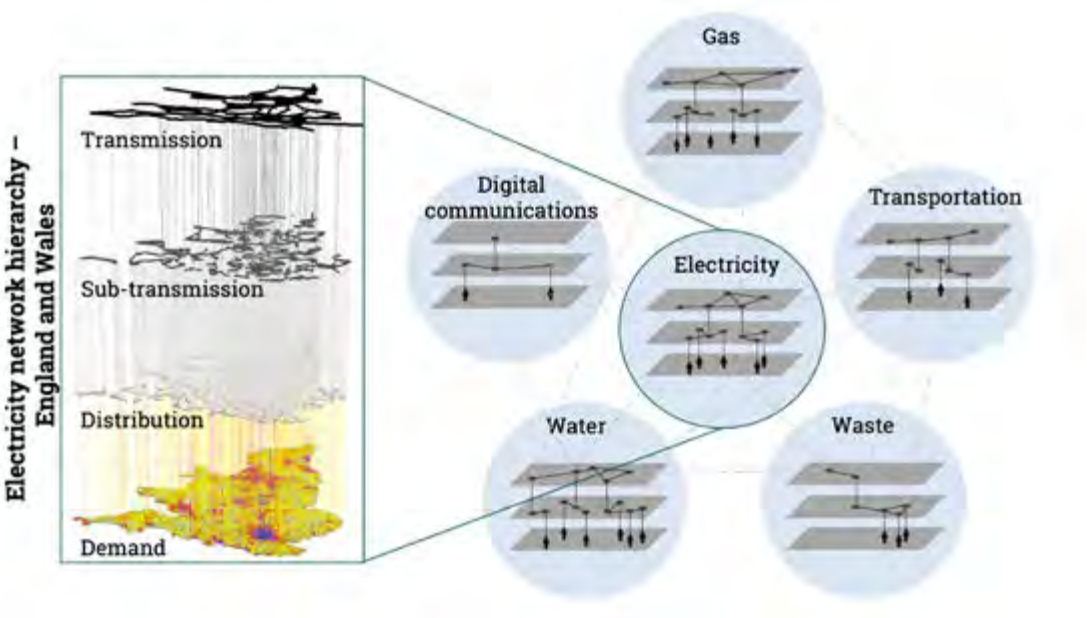 Electricity network hierarchy –
England and Wales
Transmission
Sub-transmission
Distribution
Demand
Gas
Digital
communications
Transportation
Electricity
Water
Waste